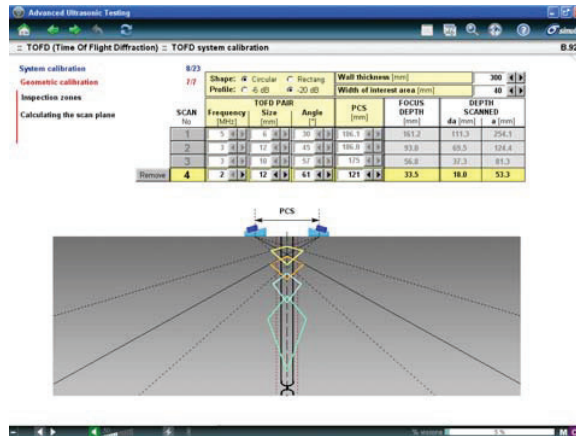 Advanced Ultrasonic Testing
:: TOFD (Time Of Flight Diffraction) :: TOFD system calibration
System calibration 8/23
Geometric calibration 7/7
Inspection zones
Calculating the scan plane
Shape: Circular Rectang Wall thickness [mm] 300
Profile: -6 dB -20 dB Width of interest area [mm] 40
SCAN No TOFD PAIR Frequency [MHz] Size [mm] Angle [°] PCS [mm] FOCUS DEPTH [mm] DEPTH SCANNED da [mm] a [mm]
1 5 6 30 186.1 161.2 111.3 254.1
2 3 12 45 186.0 93.0 69.5 124.4
3 3 10 57 175 56.8 37.3 81.3
Remove 4 2 12 61 121 33.5 18.0 53.3
PCS
5 %